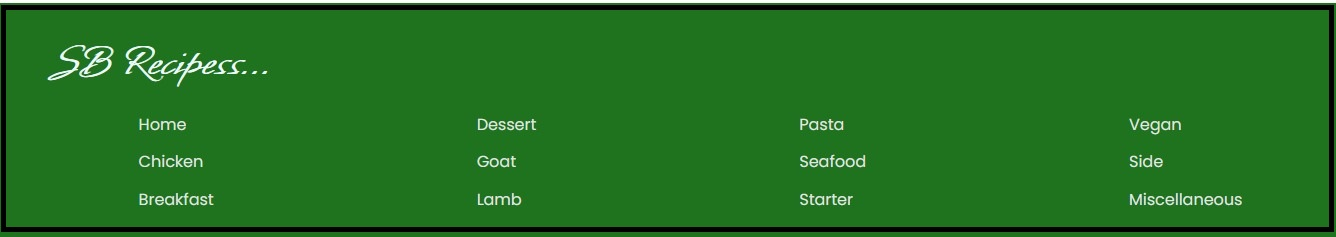 SB Recipess...
Home Dessert Pasta Vegan
Chicken Goat Seafood Side
Breakfast Lamb Starter Miscellaneous